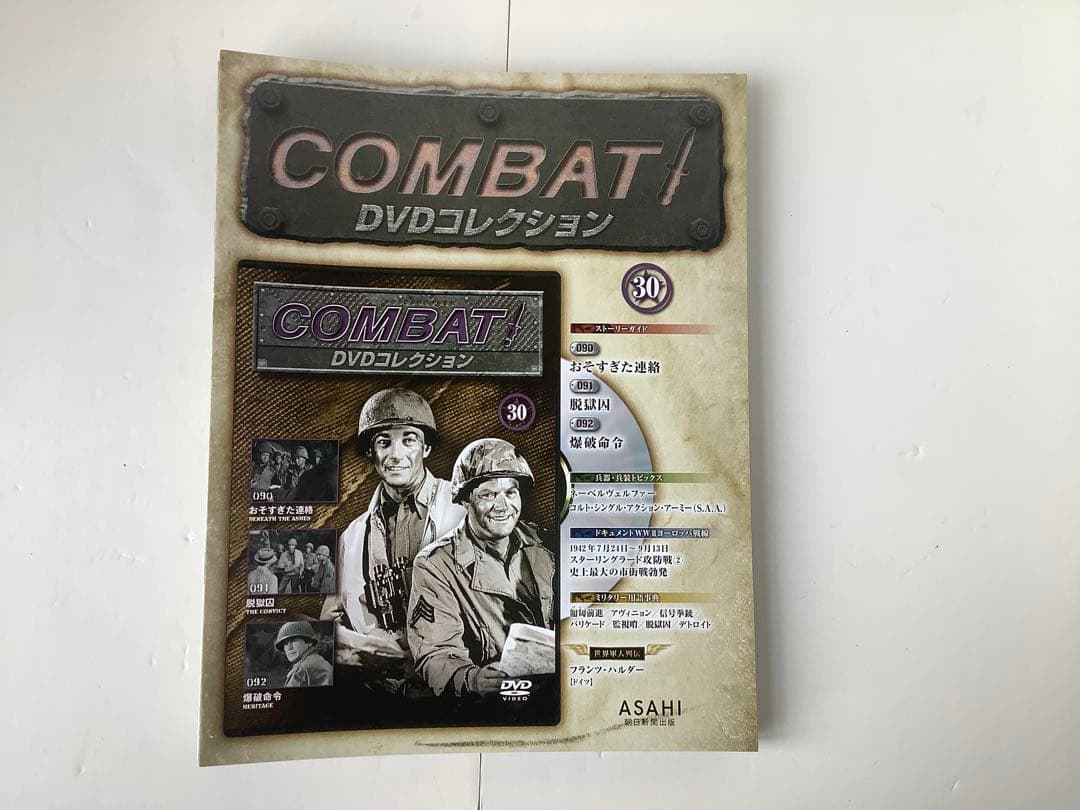 COMBAT!
DVDコレクション
30
ストーリーガイド
090
おそすぎた連絡
091
脱獄囚
092
爆破命令
兵器・兵装トピックス
ネーベルヴェルファー
コルト・シングル・アクション・アーミー(S.A.A.)
ドキュメントWWⅡヨーロッパ戦線
1942年7月24日~9月13日
スターリングラード攻防戦②
史上最大の市街戦勃発
ミリタリー用語事典
匍匐前進/アヴィニョン/信号拳銃/
バリケード/監視哨/脱獄囚/デトロイト
世界軍人列伝
フランツ・ハルダー
【ドイツ】
ASAHI
朝日新聞出版
COMBAT!
DVDコレクション
30
090
おそすぎた連絡
BENEATH THE ASHES
091
脱獄囚
THE CONVICT
092
爆破命令
HERITAGE
DVD
VIDEO